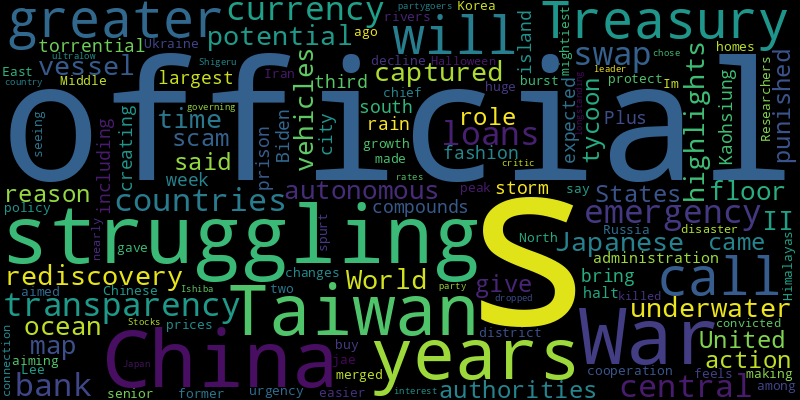 greater
currency
partygoers
Korea
Treasury
rivers
ago
potential
will
torrential
Ukraine
island
mightiest
swap
homes
ultralow
Shigeru
decline
Halloween
chose
vessel
largest
Iran
captured
burst
leader
East
Middle
third
huge
protect
Im
country
governing
chief
official
seeing
time
vehicles
south
role
expected
tycoon
Plus
highlights
Kaohsiung
Researchers
punished
creating
scam
prison
Biden
city
rain
loans
longstanding
growth
fashion
made
critic
including
said
week
rates
peak
storm
say
States
floor
reason
countries
autonomous
compounds
emergency
II
policy
Russia
disaster
struggling
S
nearly
gave
spurt
North
Japanese
came
Himalayas
administration
rediscovery
changes
World
give
bring
call
aimed
Chinese
Ishiba
two
party
halt
killed
transparency
Taiwan
dropped
underwater
ocean
Stocks
prices
convicted
connection
map
China
buy
district
War
United
aiming
Lee
Japan
jae
years
action
merged
feels
making
bank
cooperation
senior
former
urgency
easier
interest
authorities
central
among